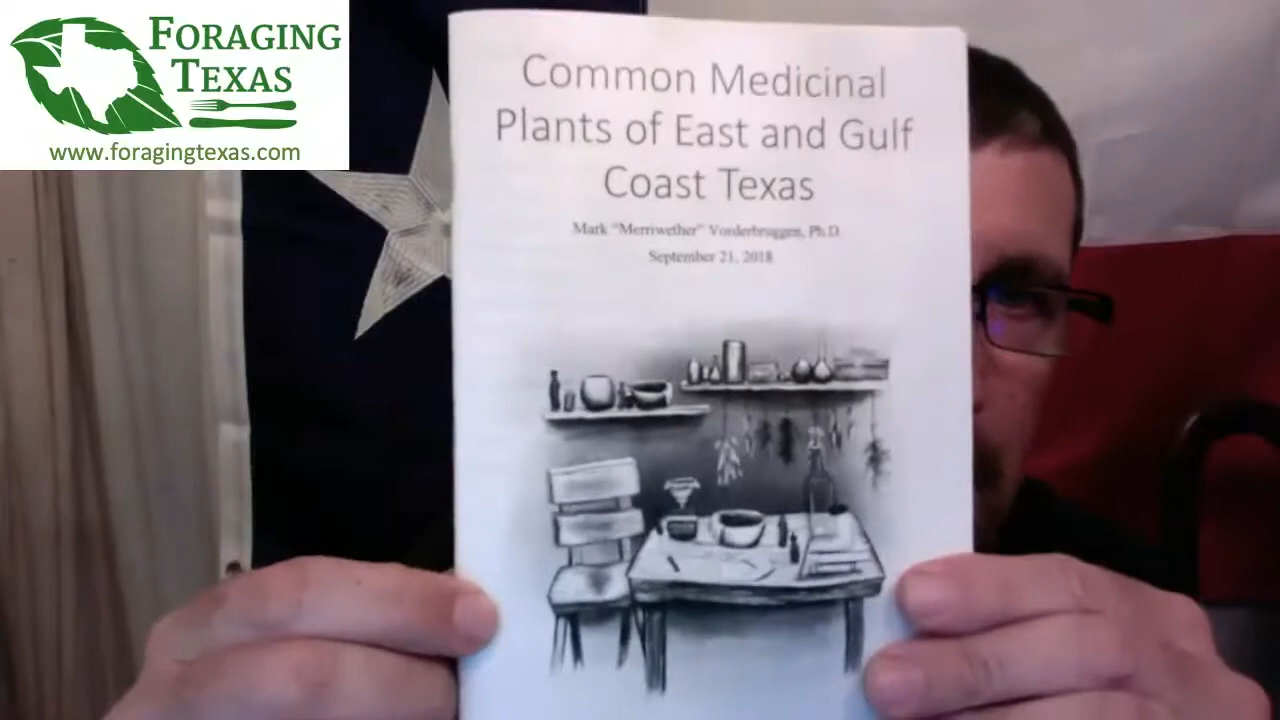 FORAGING
TEXAS
www.foragingtexas.com
Common Medicinal
Plants of East and Gulf
Coast Texas
Mark "Merriwether" Vorderbruggen, Ph.D.
September 21, 2018